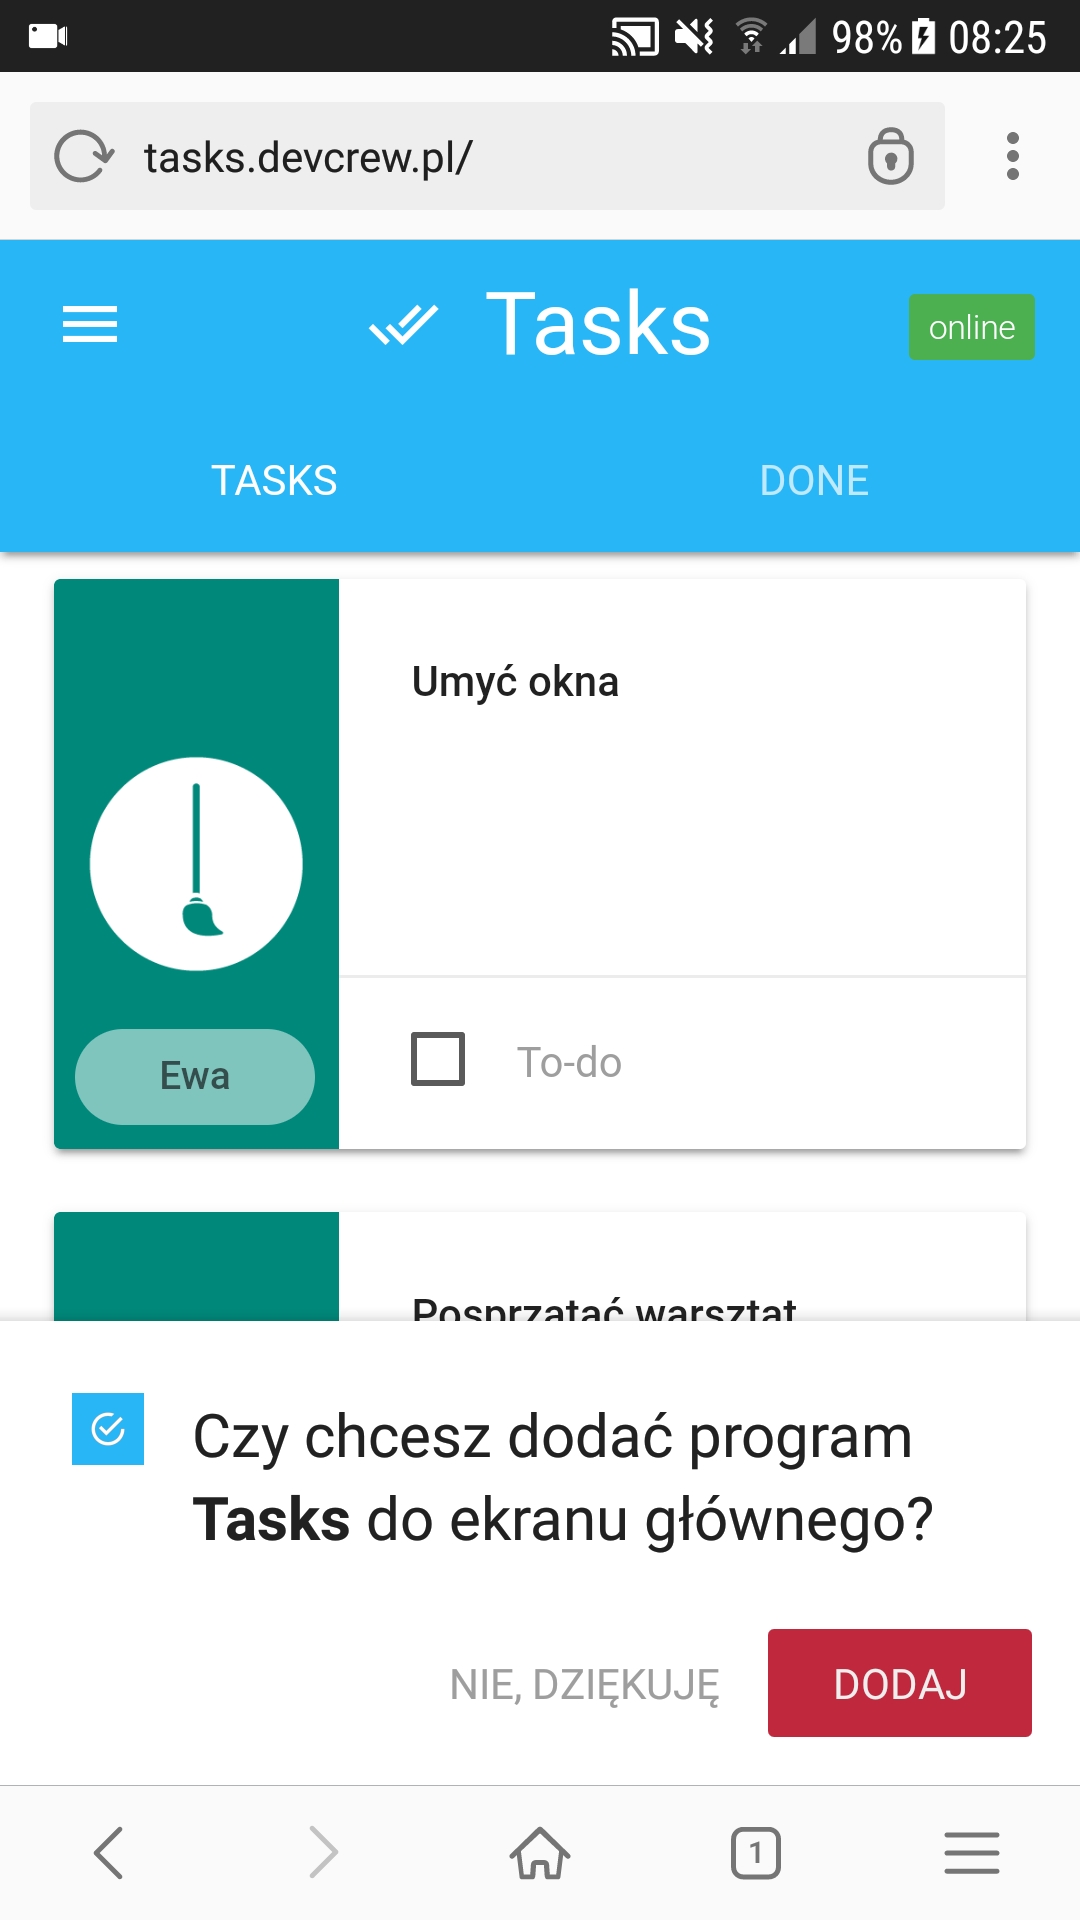 98% 08:25
tasks.devcrew.pl/
Tasks
online
TASKS DONE
Umyć okna
Ewa
To-do
Posprzątać warsztat
Czy chcesz dodać program
Tasks do ekranu głównego?
NIE, DZIĘKUJĘ
DODAJ
1